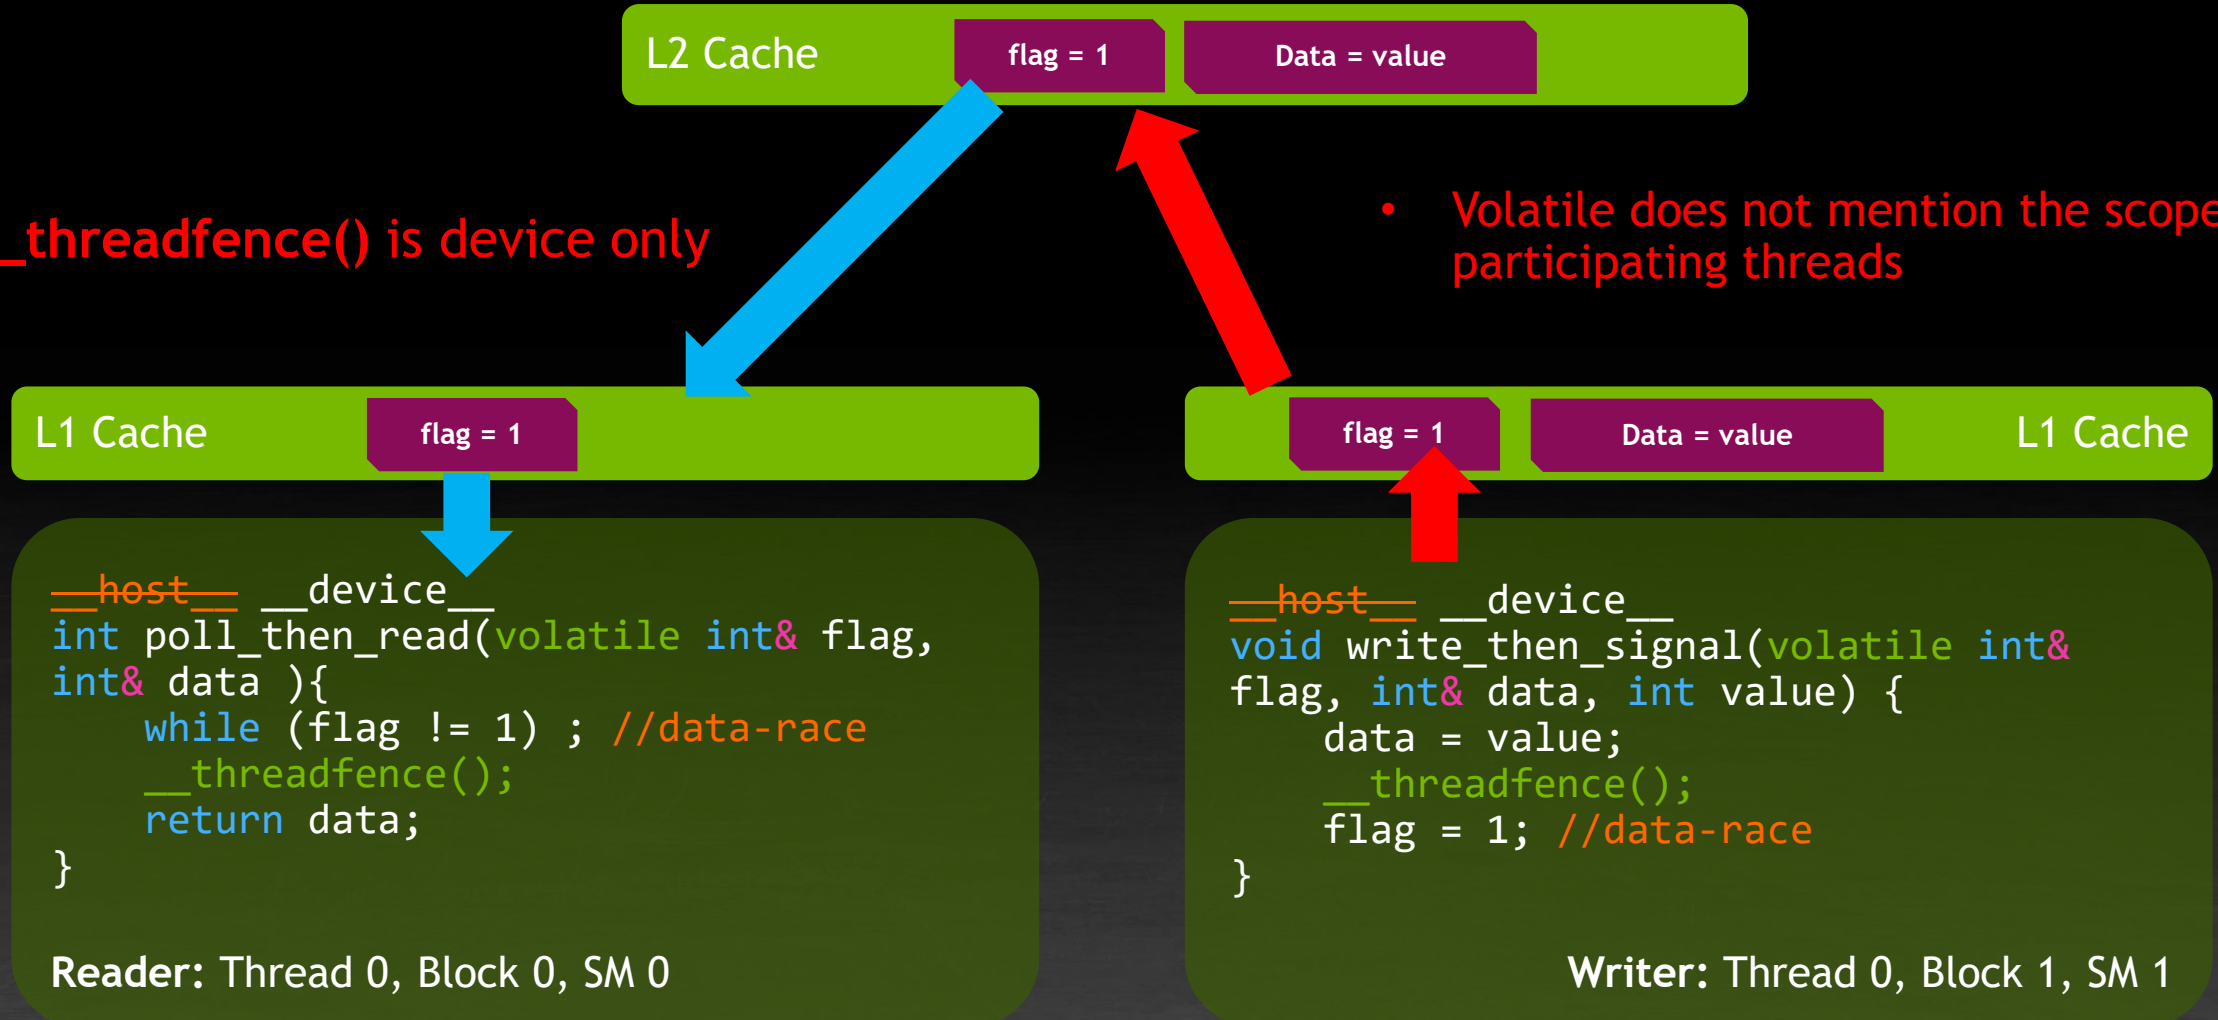 L2 Cache
flag = 1
Data = value
_threadfence() is device only
• Volatile does not mention the scope
participating threads
L1 Cache
flag = 1
flag = 1
Data = value
L1 Cache
__host__ __device__
int poll_then_read(volatile int& flag,
int& data ){
    while (flag != 1) ; //data-race
    __threadfence();
    return data;
}
Reader: Thread 0, Block 0, SM 0
__host__ __device__
void write_then_signal(volatile int&
flag, int& data, int value) {
    data = value;
    __threadfence();
    flag = 1; //data-race
}
Writer: Thread 0, Block 1, SM 1